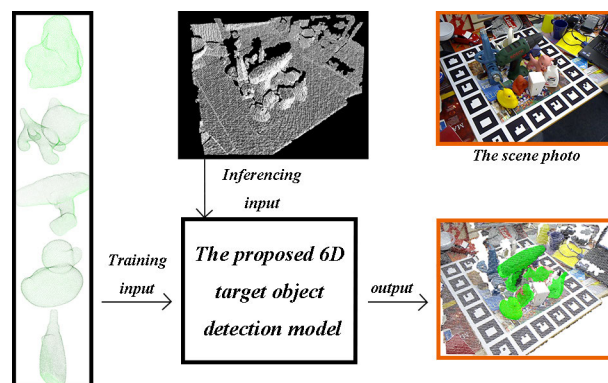 The scene photo
Inferencing
input
Training
input
The proposed 6D
target object
detection model
output